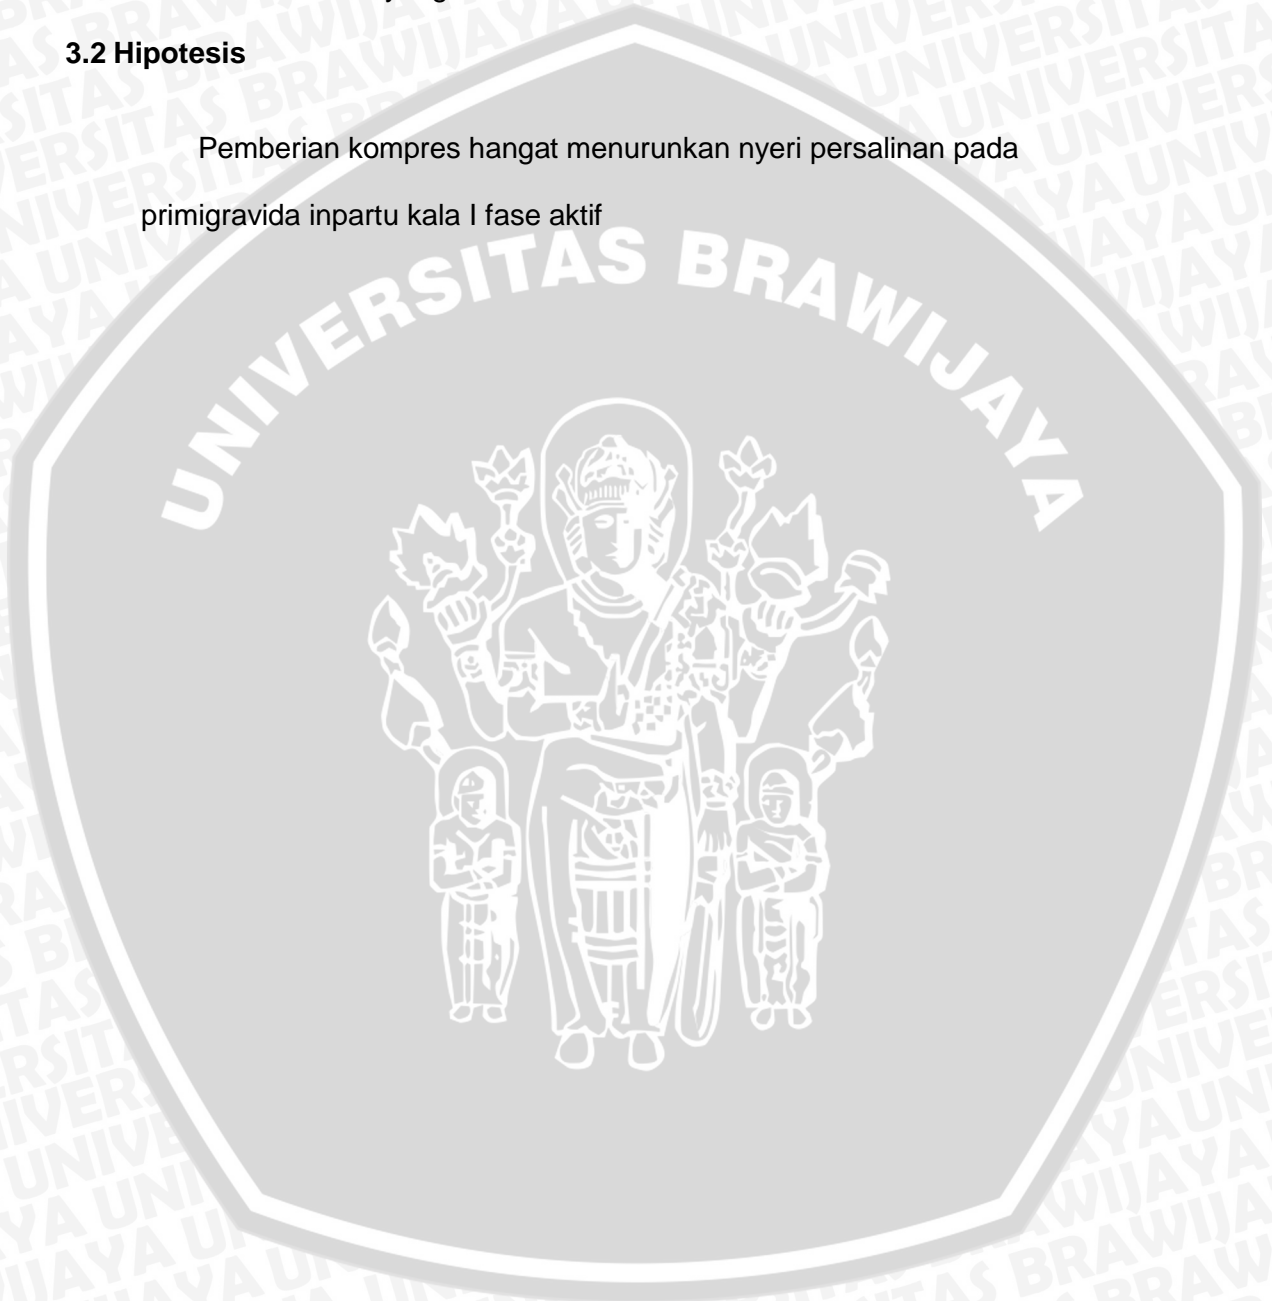 3.2 Hipotesis
Pemberian kompres hangat menurunkan nyeri persalinan pada
primigravida inpartu kala I fase aktif
UNIVERSITAS BRAWIJAYA